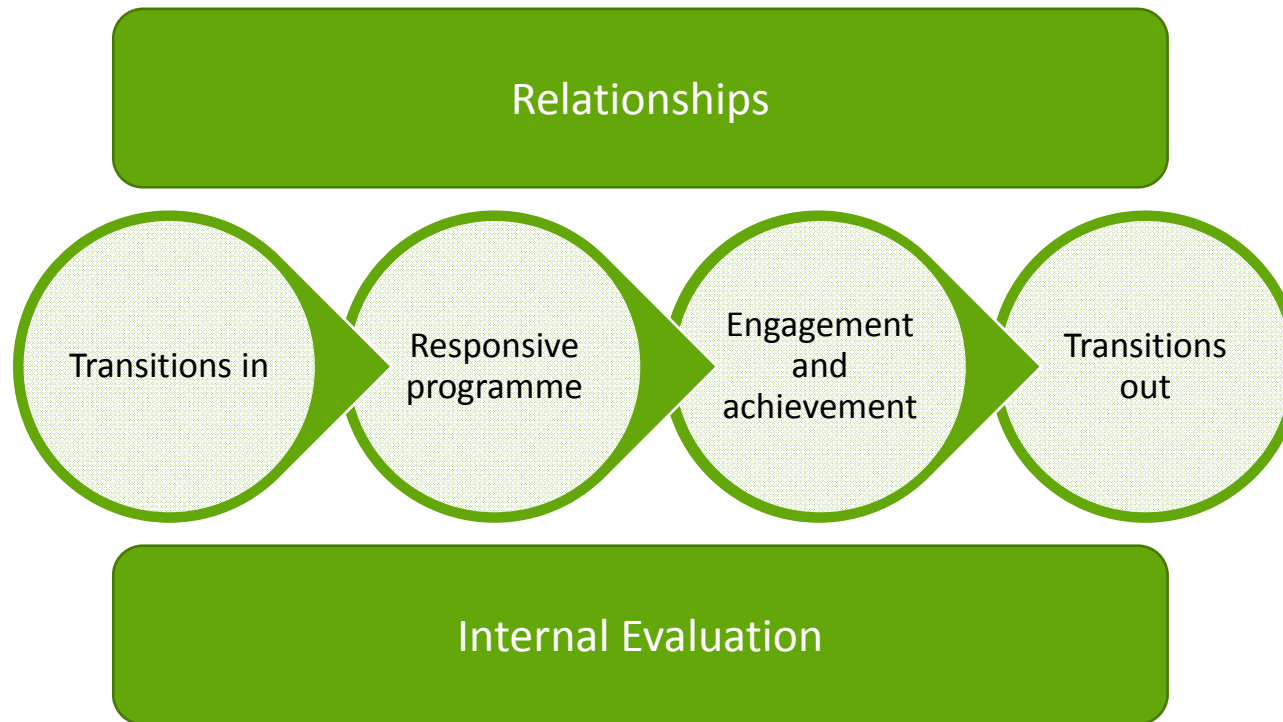 Relationships
Transitions in
Responsive
programme
Engagement
and
achievement
Transitions
out
Internal Evaluation